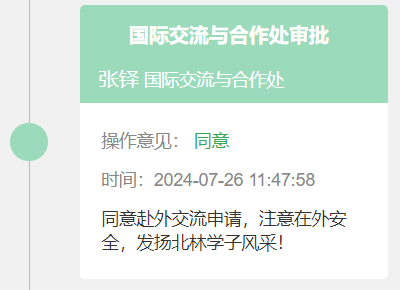 国际交流与合作处审批
张铎 国际交流与合作处
操作意见： 同意
时间：2024-07-26 11:47:58
同意赴外交流申请，注意在外安
全，发扬北林学子风采！